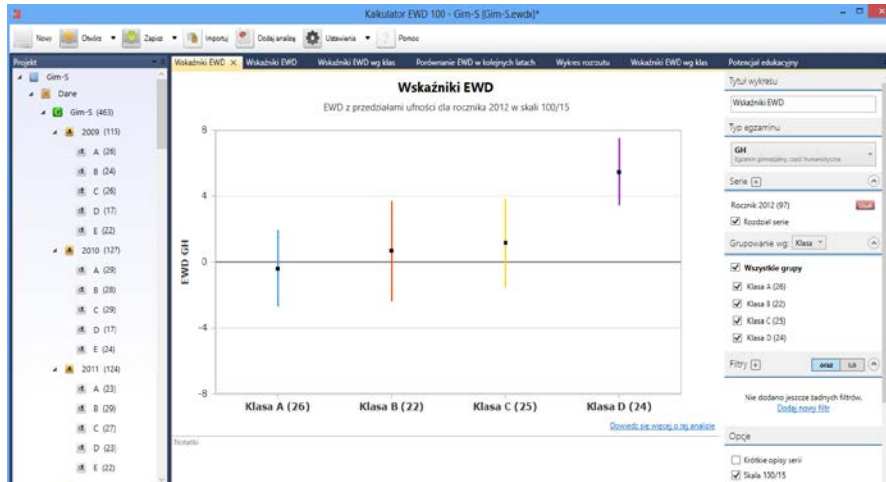 Kalkulator EWD 100 - Gim-S [Gim-S.ewdx]*
Nowy Otwórz Zapisz Importuj Dodaj analizę Ustawienia Pomoc
Projekt
Gim-S
Dane
Gim-S (463)
2009 (113)
A (26)
B (24)
C (26)
D (17)
E (22)
2010 (127)
A (29)
B (28)
C (29)
D (17)
E (24)
2011 (124)
A (23)
B (29)
C (27)
D (23)
E (22)
Wskaźniki EWD Wskaźniki EWD Wskaźniki EWD wg klas Porównanie EWD w kolejnych latach Wykres rozrzutu Wskaźniki EWD wg klas Potencjał edukacyjny
Wskaźniki EWD
EWD z przedziałami ufności dla rocznika 2012 w skali 100/15
EWD GH
8
4
0
-4
-8
Klasa A (26) Klasa B (22) Klasa C (25) Klasa D (24)
Dowiedz się więcej o tej analizie
Notatki
Tytuł wykresu
Wskaźniki EWD
Typ egzaminu
GH
Egzamin gimnazjalny, część humanistyczna
Serie
Rocznik 2012 (97)
Rozdziel serie
Grupowanie wg: Klasa
Wszystkie grupy
Klasa A (26)
Klasa B (22)
Klasa C (25)
Klasa D (24)
Filtry oraz lub
Nie dodano jeszcze żadnych filtrów.
Dodaj nowy filtr
Opcje
Krótkie opisy serii
Skala 100/15